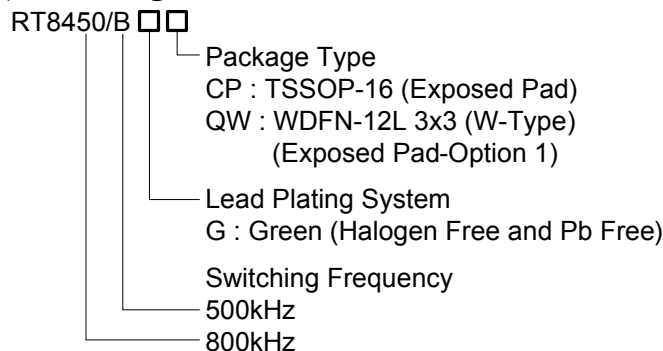 RT8450/B
Package Type
CP : TSSOP-16 (Exposed Pad)
QW : WDFN-12L 3x3 (W-Type)
(Exposed Pad-Option 1)
Lead Plating System
G : Green (Halogen Free and Pb Free)
Switching Frequency
500kHz
800kHz